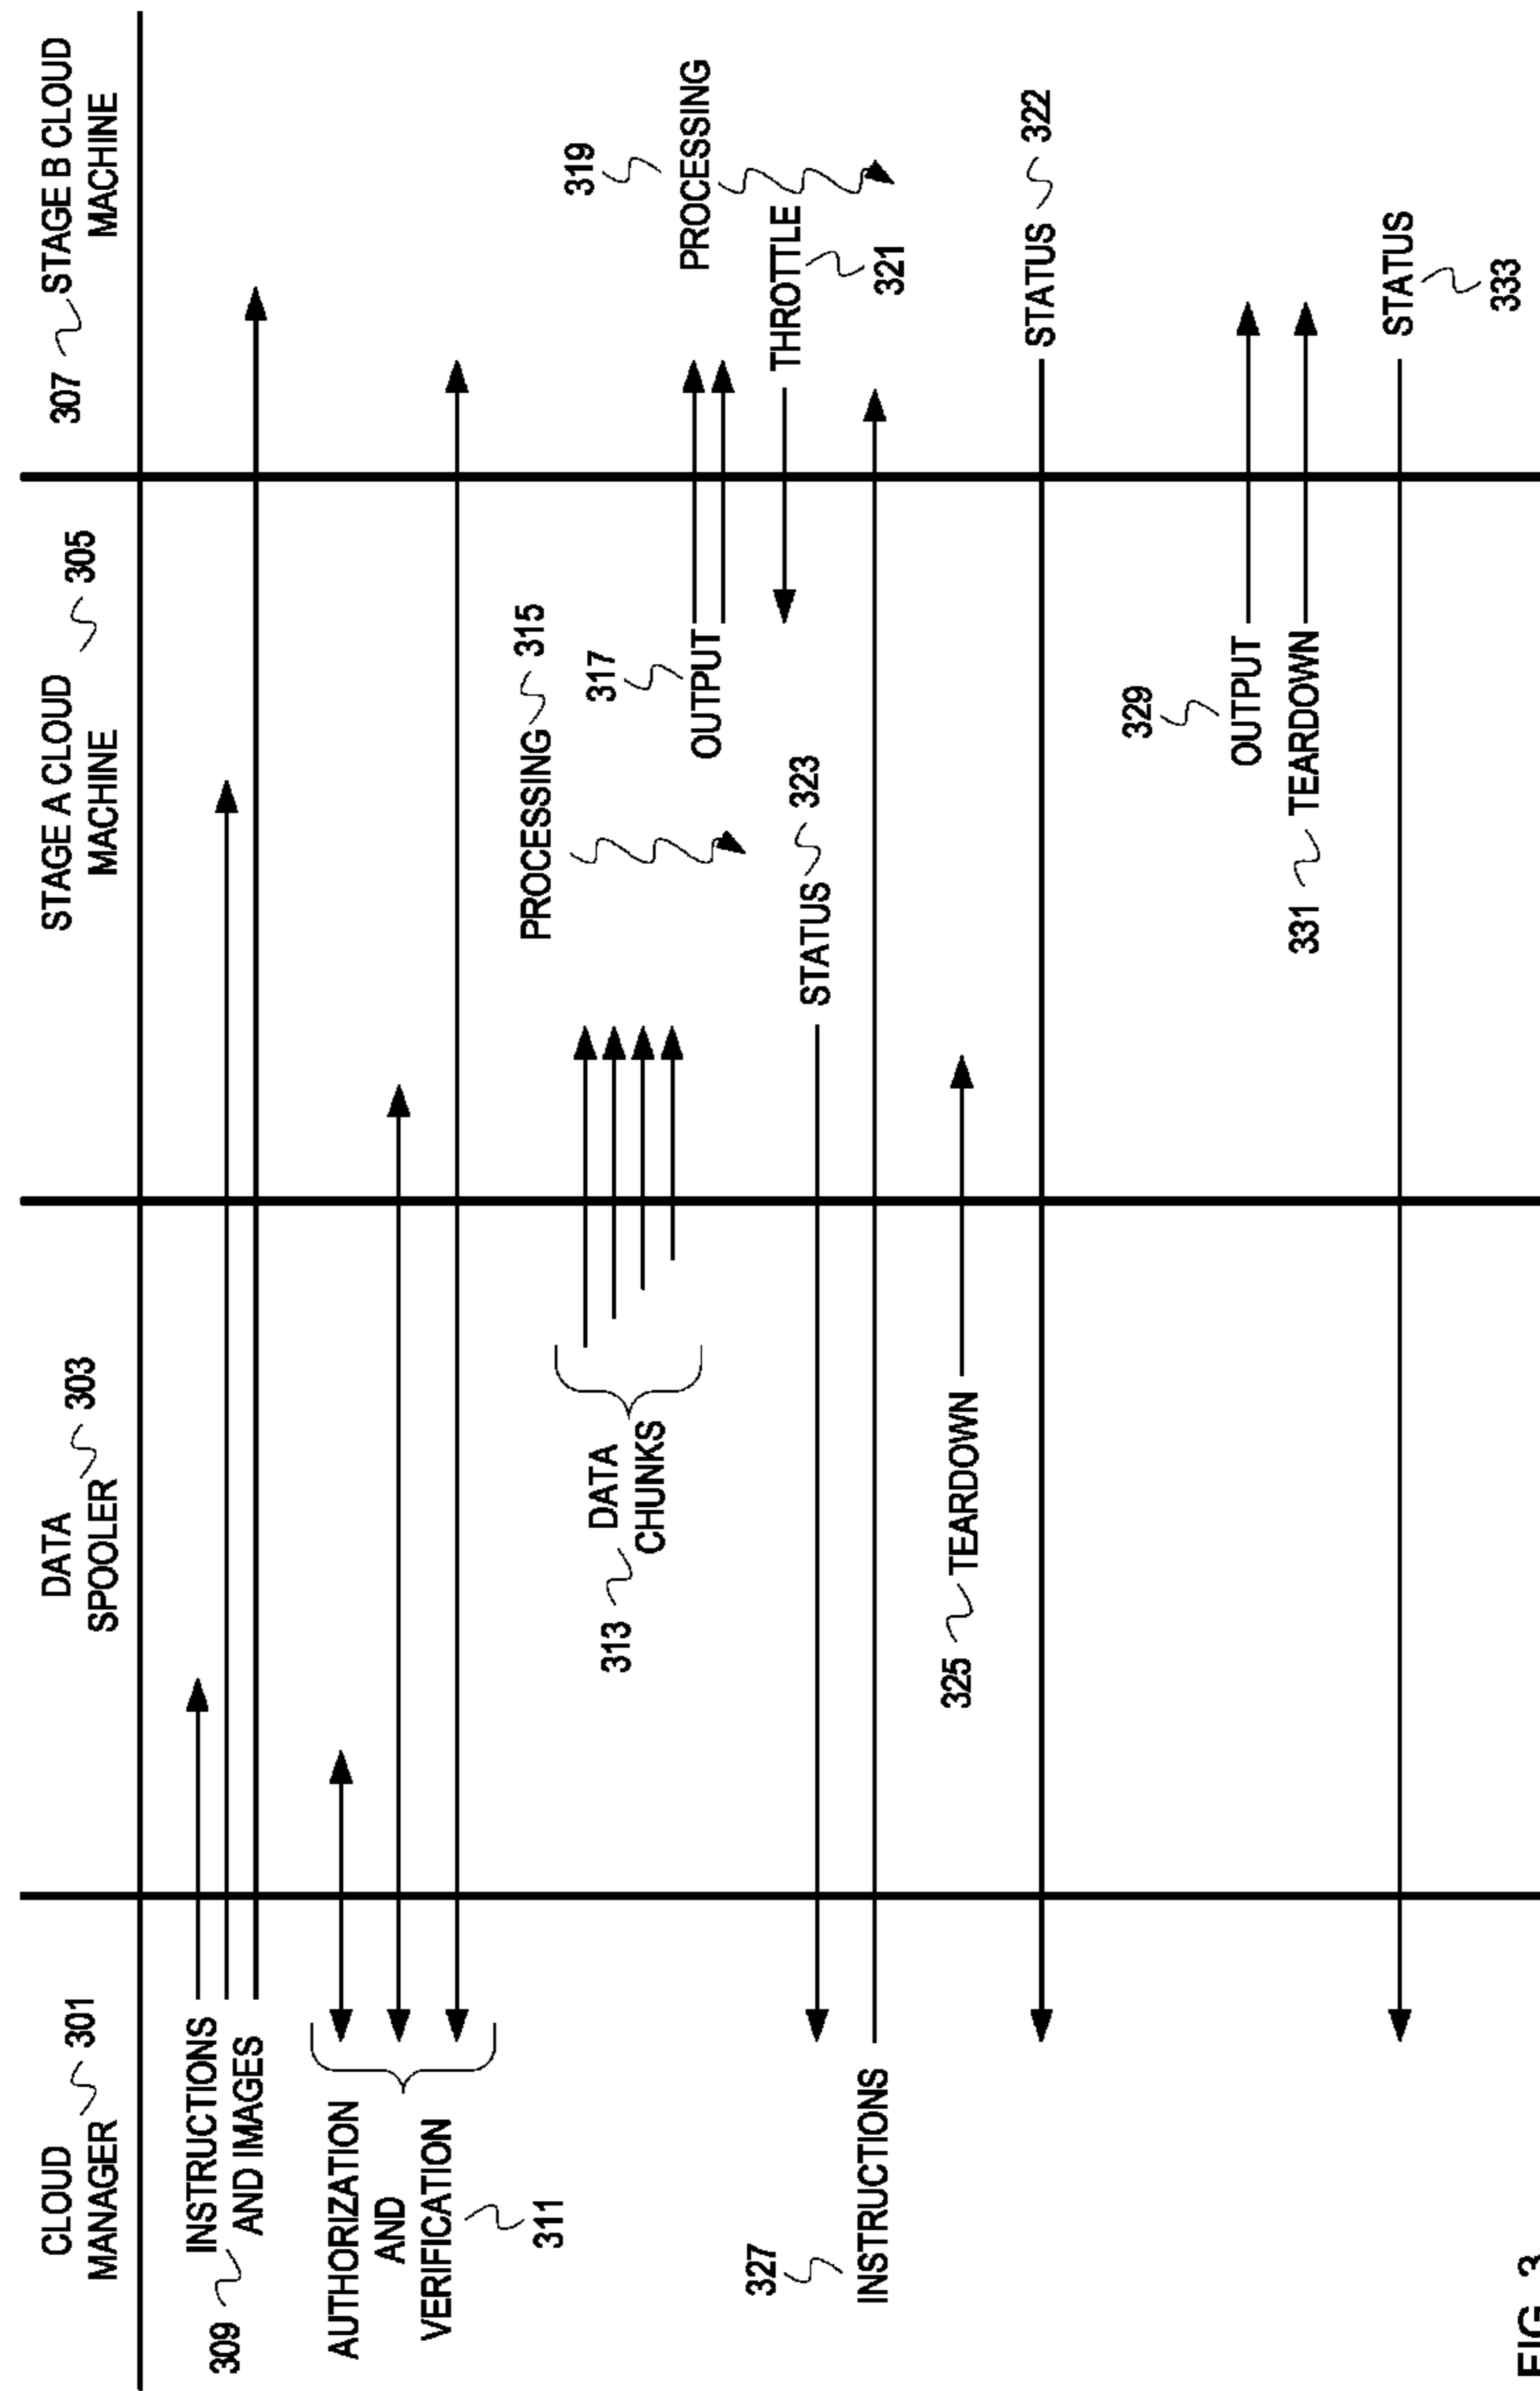 CLOUD
MANAGER 301
DATA
SPOOLER 303
STAGE A CLOUD
MACHINE 305
307 STAGE B CLOUD
MACHINE
309 INSTRUCTIONS
AND IMAGES
AUTHORIZATION
AND
VERIFICATION
311
PROCESSING 315
313 DATA
CHUNKS
317
OUTPUT
319
PROCESSING
THROTTLE
321
STATUS 323
327
INSTRUCTIONS
325 TEARDOWN
STATUS 322
329
OUTPUT
331 TEARDOWN
STATUS
333
FIG. 3